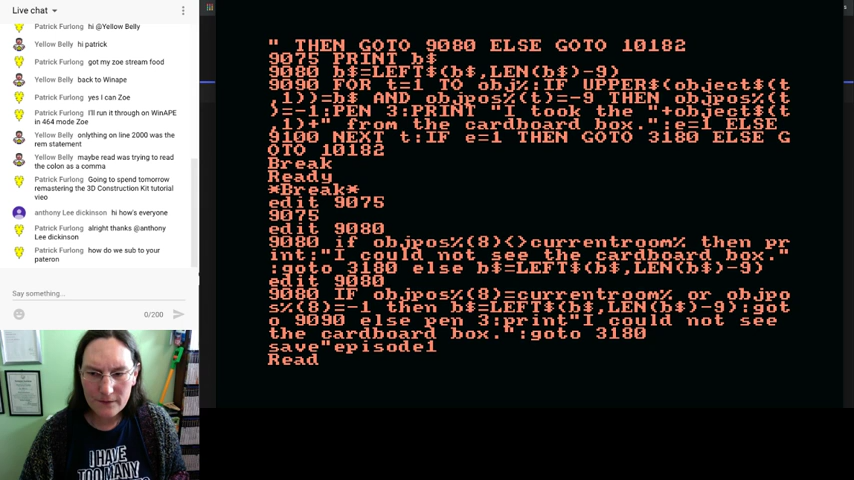 Live chat
Patrick Furlong hi @Yellow Belly
Yellow Belly hi patrick
Patrick Furlong got my zoe stream food
Yellow Belly back to Winape
Patrick Furlong yes I can Zoe
Patrick Furlong I'll run it through on WinAPE
in 464 mode Zoe
Yellow Belly onlything on line 2000 was the
rem statement
Yellow Belly maybe read was trying to read
the colon as a comma
Patrick Furlong Going to spend tomorrow
remastering the 3D Construction Kit tutorial
vieo
anthony Lee dickinson hi how's everyone
Patrick Furlong alright thanks @anthony
Lee dickinson
Patrick Furlong how do we sub to your
pateron
Say something...
0/200
" THEN GOTO 9080 ELSE GOTO 10182
9075 PRINT b$
9080 b$=LEFT$(b$,LEN(b$)-9)
9090 FOR t=1 TO obj%:IF UPPER$(object$(t
,1))=b$ AND objpos%(t)=-9 THEN objpos%(t
)=-1:PEN 3:PRINT "I took the "+object$(t
,1)+" from the cardboard box.":e=1 ELSE
9100 NEXT t:IF e=1 THEN GOTO 3180 ELSE G
OTO 10182
Break
Ready
*Break*
edit 9075
9075
edit 9080
9080 if objpos%(8)<>currentroom% then pr
int:"I could not see the cardboard box."
:goto 3180 else b$=LEFT$(b$,LEN(b$)-9)
edit 9080
9080 IF objpos%(8)=currentroom% or objpo
s%(8)=-1 then b$=LEFT$(b$,LEN(b$)-9):got
o 9090 else pen 3:print"I could not see
the cardboard box.":goto 3180
save"episode1
Read
I HAVE
TOO MANY